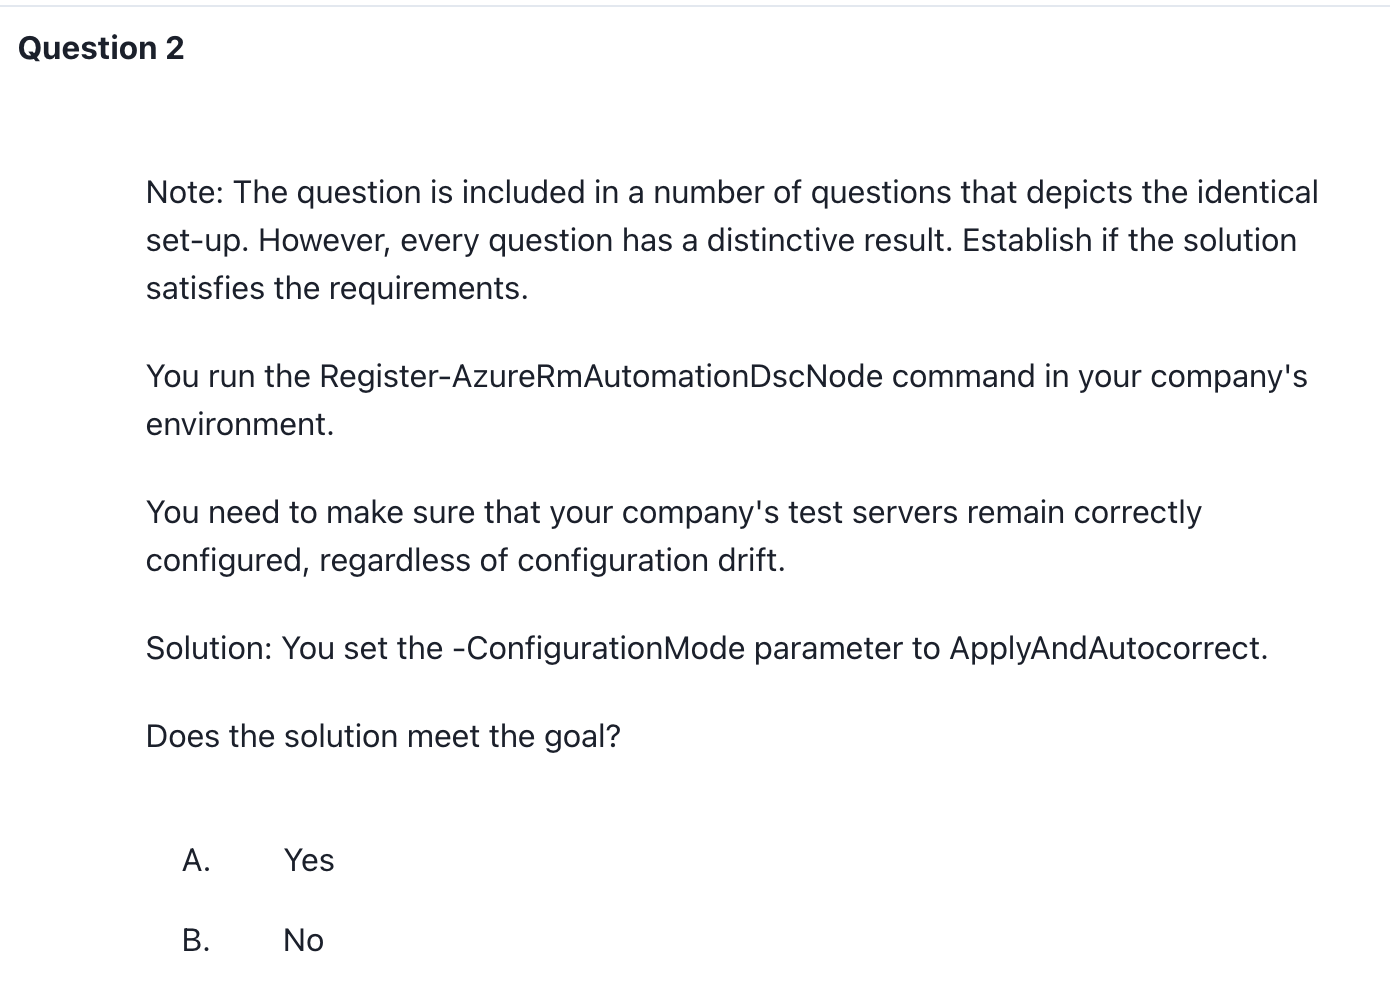 Question 2
Note: The question is included in a number of questions that depicts the identical
set-up. However, every question has a distinctive result. Establish if the solution
satisfies the requirements.
You run the Register-AzureRmAutomationDscNode command in your company's
environment.
You need to make sure that your company's test servers remain correctly
configured, regardless of configuration drift.
Solution: You set the -ConfigurationMode parameter to ApplyAndAutocorrect.
Does the solution meet the goal?
A. Yes
B. No